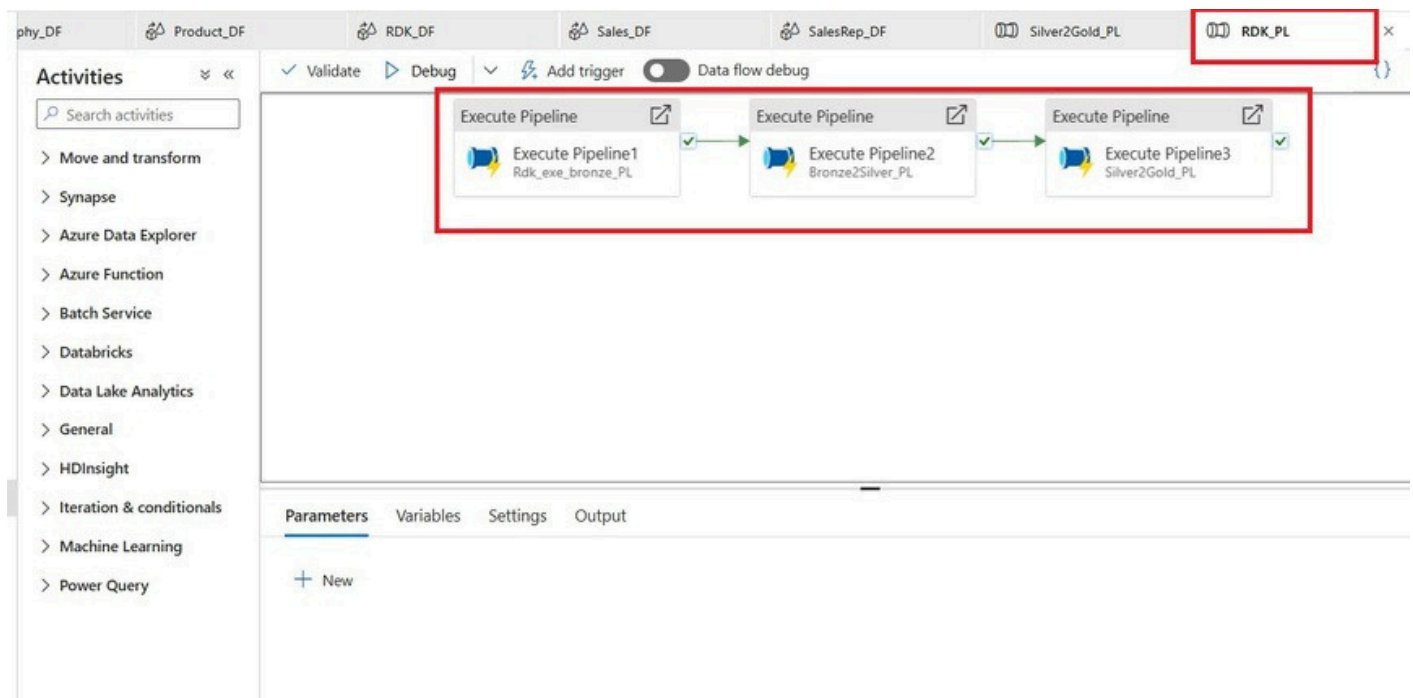 phy_DF Product_DF RDK_DF Sales_DF SalesRep_DF Silver2Gold_PL RDK_PL
Activities
Validate Debug Add trigger Data flow debug
Search activities
Move and transform
Synapse
Azure Data Explorer
Azure Function
Batch Service
Databricks
Data Lake Analytics
General
HDInsight
Iteration & conditionals
Machine Learning
Power Query
Execute Pipeline
Execute Pipeline1
Rdk_exe_bronze_PL
Execute Pipeline
Execute Pipeline2
Bronze2Silver_PL
Execute Pipeline
Execute Pipeline3
Silver2Gold_PL
Parameters Variables Settings Output
New